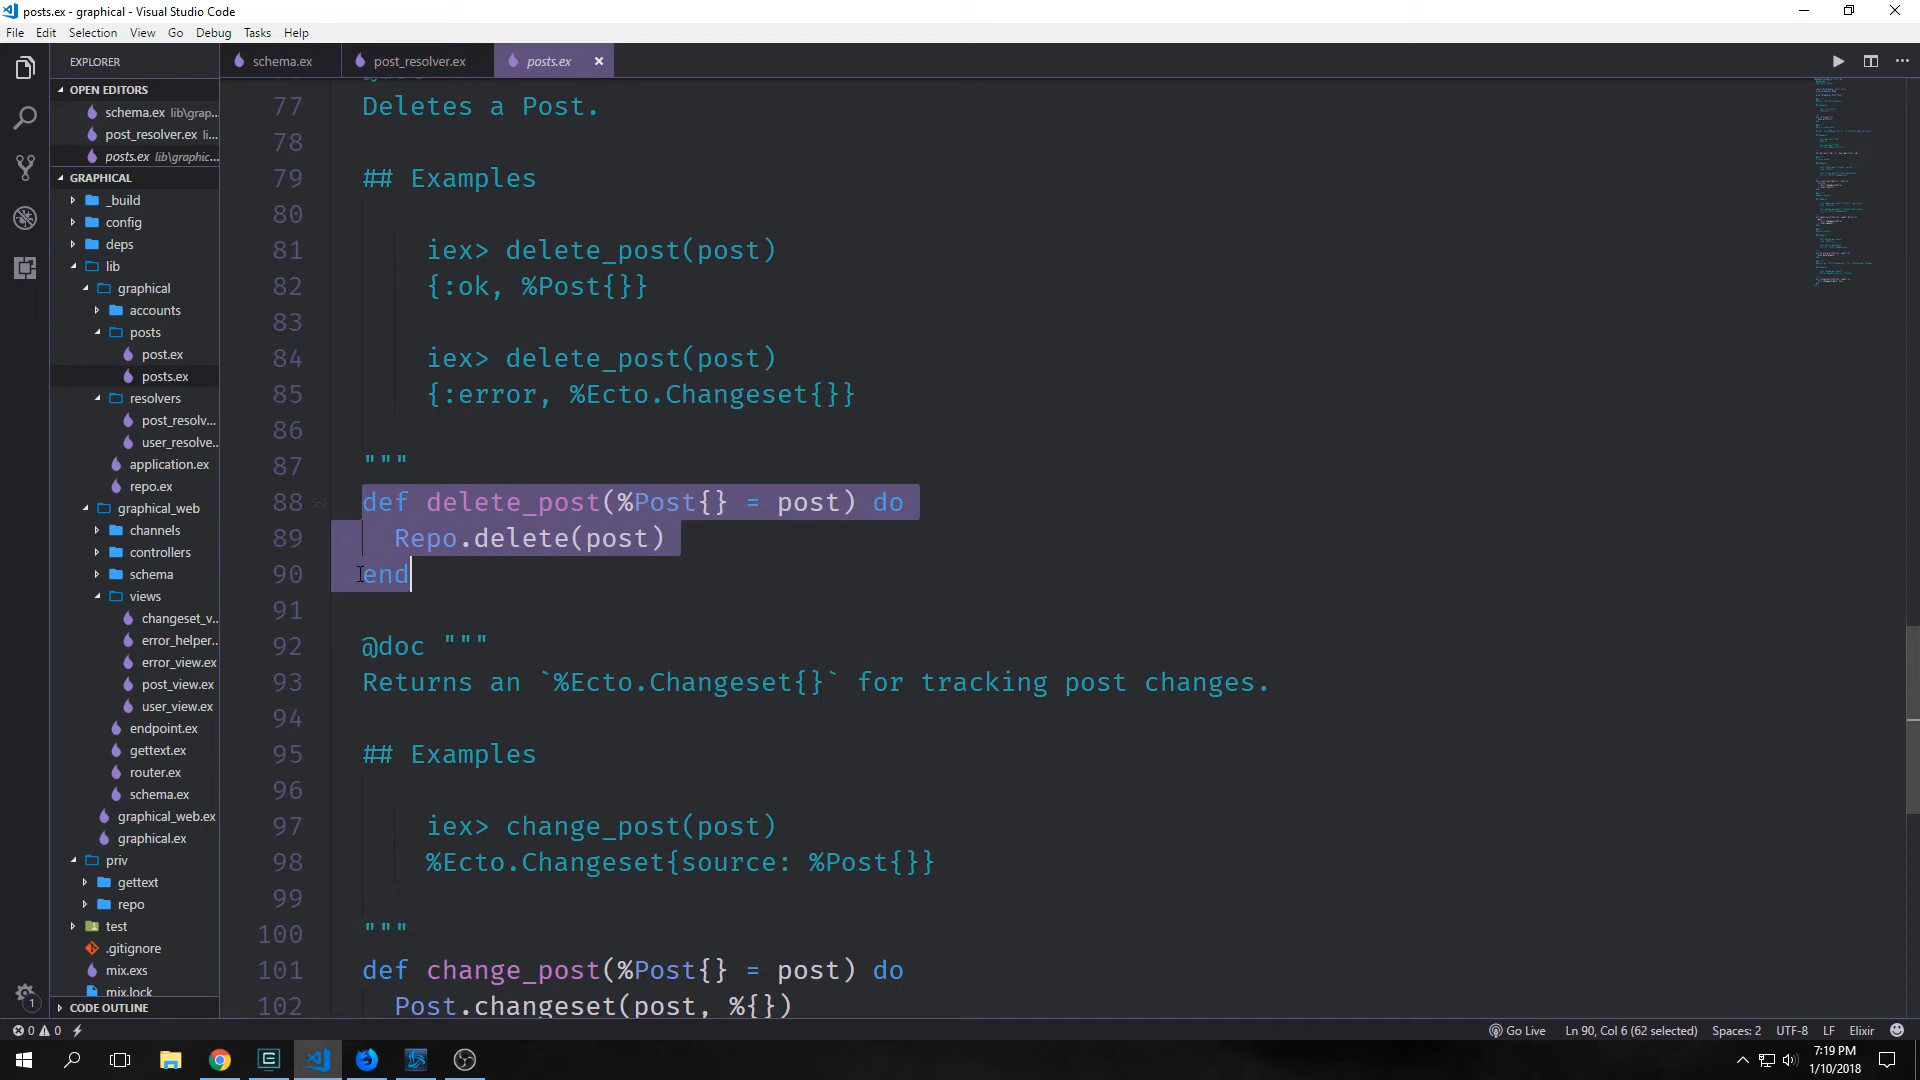 posts.ex - graphical - Visual Studio Code
File Edit Selection View Go Debug Tasks Help
EXPLORER
schema.ex post_resolver.ex posts.ex
OPEN EDITORS
schema.ex lib\grap...
post_resolver.ex li...
posts.ex lib\graphic...
GRAPHICAL
_build
config
deps
lib
graphical
accounts
posts
post.ex
posts.ex
resolvers
post_resolv...
user_resolve...
application.ex
repo.ex
graphical_web
channels
controllers
schema
views
changeset_v...
error_helper...
error_view.ex
post_view.ex
user_view.ex
endpoint.ex
gettext.ex
router.ex
schema.ex
graphical_web.ex
graphical.ex
priv
gettext
repo
test
.gitignore
mix.exs
mix.lock
CODE OUTLINE
77 Deletes a Post.
78
79 ## Examples
80
81 iex> delete_post(post)
82 {:ok, %Post{}}
83
84 iex> delete_post(post)
85 {:error, %Ecto.Changeset{}}
86
87 """
88 def delete_post(%Post{} = post) do
89 Repo.delete(post)
90 end
91
92 @doc """
93 Returns an `%Ecto.Changeset{}` for tracking post changes.
94
95 ## Examples
96
97 iex> change_post(post)
98 %Ecto.Changeset{source: %Post{}}
99
100 """
101 def change_post(%Post{} = post) do
102 Post.changeset(post, %{})
0 0 Go Live Ln 90, Col 6 (62 selected) Spaces: 2 UTF-8 LF Elixir
1
7:19 PM
1/10/2018